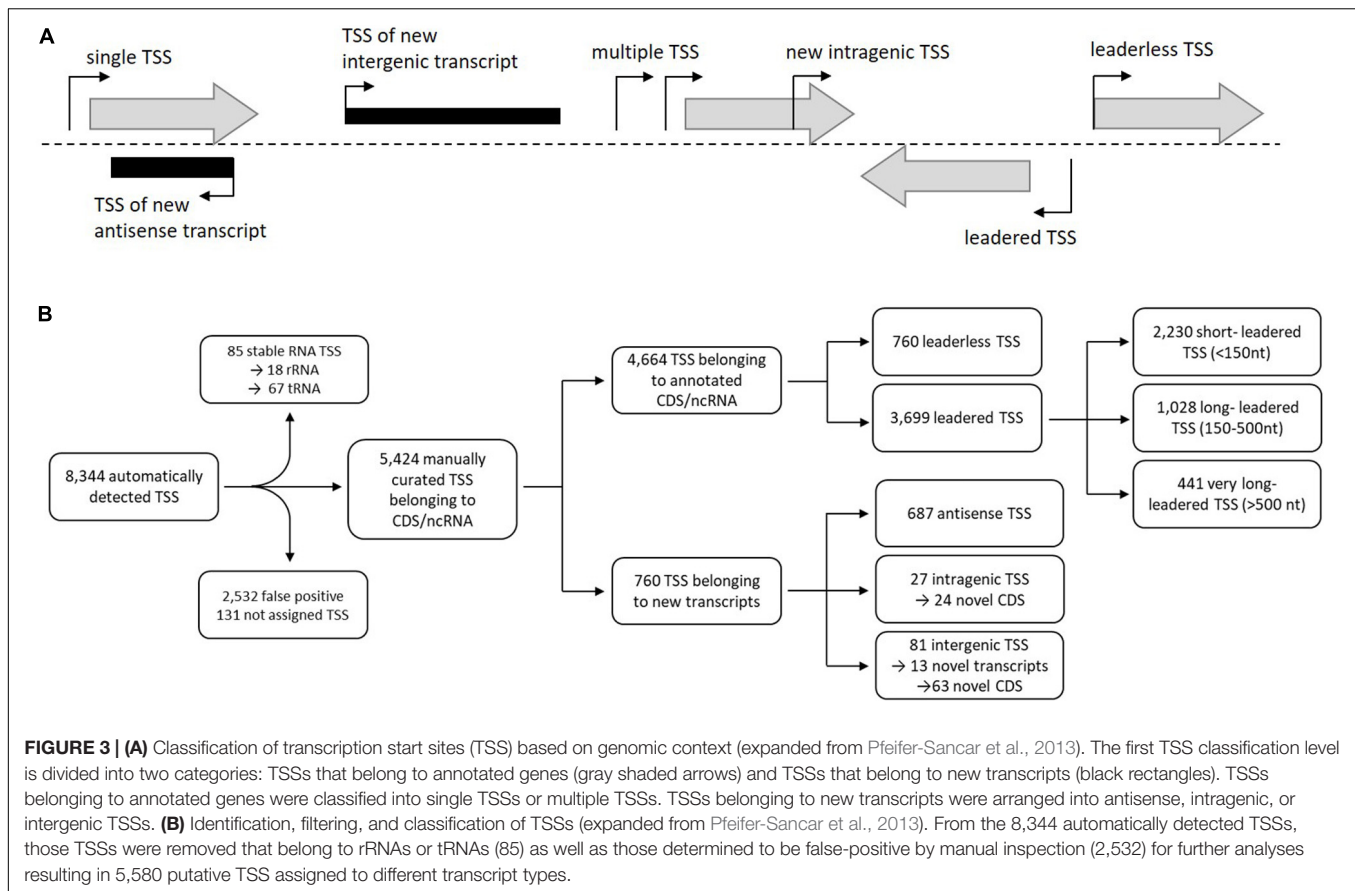 A
single TSS
TSS of new
intergenic transcript
multiple TSS
new intragenic TSS
leaderless TSS
TSS of new
antisense transcript
leadered TSS
B
85 stable RNA TSS
→ 18 rRNA
→ 67 tRNA
8,344 automatically
detected TSS
2,532 false positive
131 not assigned TSS
5,424 manually
curated TSS
belonging to
CDS/ncRNA
4,664 TSS belonging
to annotated
CDS/ncRNA
760 TSS belonging
to new transcripts
760 leaderless TSS
3,699 leadered TSS
687 antisense TSS
27 intragenic TSS
→ 24 novel CDS
81 intergenic TSS
→ 13 novel transcripts
→63 novel CDS
2,230 short- leadered
TSS (<150nt)
1,028 long- leadered
TSS (150-500nt)
441 very long-
leadered TSS (>500 nt)
FIGURE 3 | (A) Classification of transcription start sites (TSS) based on genomic context (expanded from Pfeifer-Sancar et al., 2013). The first TSS classification level
is divided into two categories: TSSs that belong to annotated genes (gray shaded arrows) and TSSs that belong to new transcripts (black rectangles). TSSs
belonging to annotated genes were classified into single TSSs or multiple TSSs. TSSs belonging to new transcripts were arranged into antisense, intragenic, or
intergenic TSSs. (B) Identification, filtering, and classification of TSSs (expanded from Pfeifer-Sancar et al., 2013). From the 8,344 automatically detected TSSs,
those TSSs were removed that belong to rRNAs or tRNAs (85) as well as those determined to be false-positive by manual inspection (2,532) for further analyses
resulting in 5,580 putative TSS assigned to different transcript types.